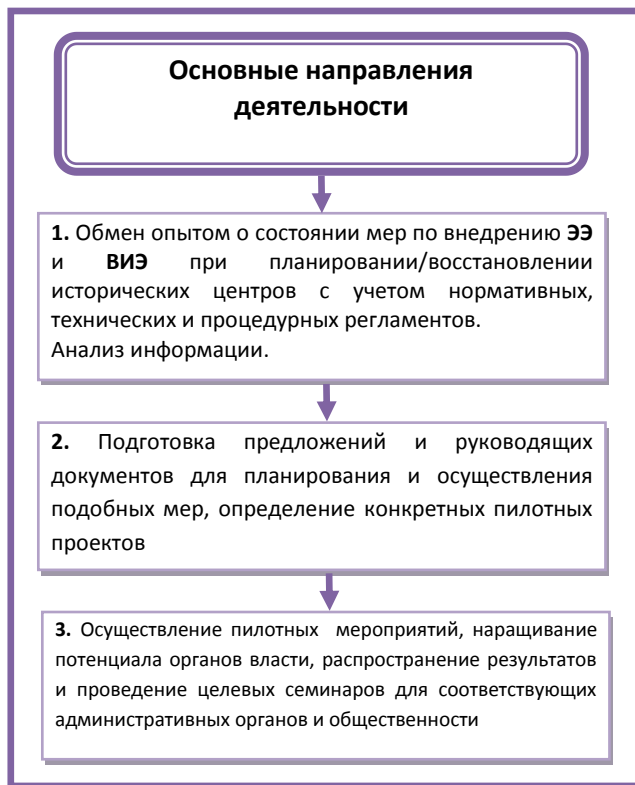 Основные направления
деятельности
1. Обмен опытом о состоянии мер по внедрению ЭЭ
и ВИЭ при планировании/восстановлении
исторических центров с учетом нормативных,
технических и процедурных регламентов.
Анализ информации.
2. Подготовка предложений и руководящих
документов для планирования и осуществления
подобных мер, определение конкретных пилотных
проектов
3. Осуществление пилотных мероприятий, наращивание
потенциала органов власти, распространение результатов
и проведение целевых семинаров для соответствующих
административных органов и общественности